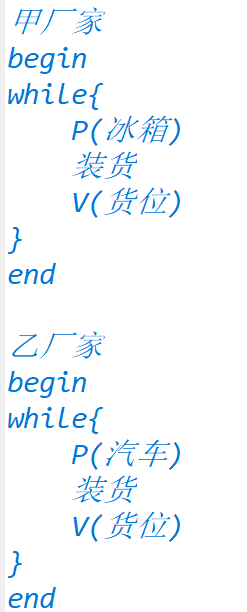 甲厂家
begin
while{
    P(冰箱)
    装货
    V(货位)
}
end

乙厂家
begin
while{
    P(汽车)
    装货
    V(货位)
}
end